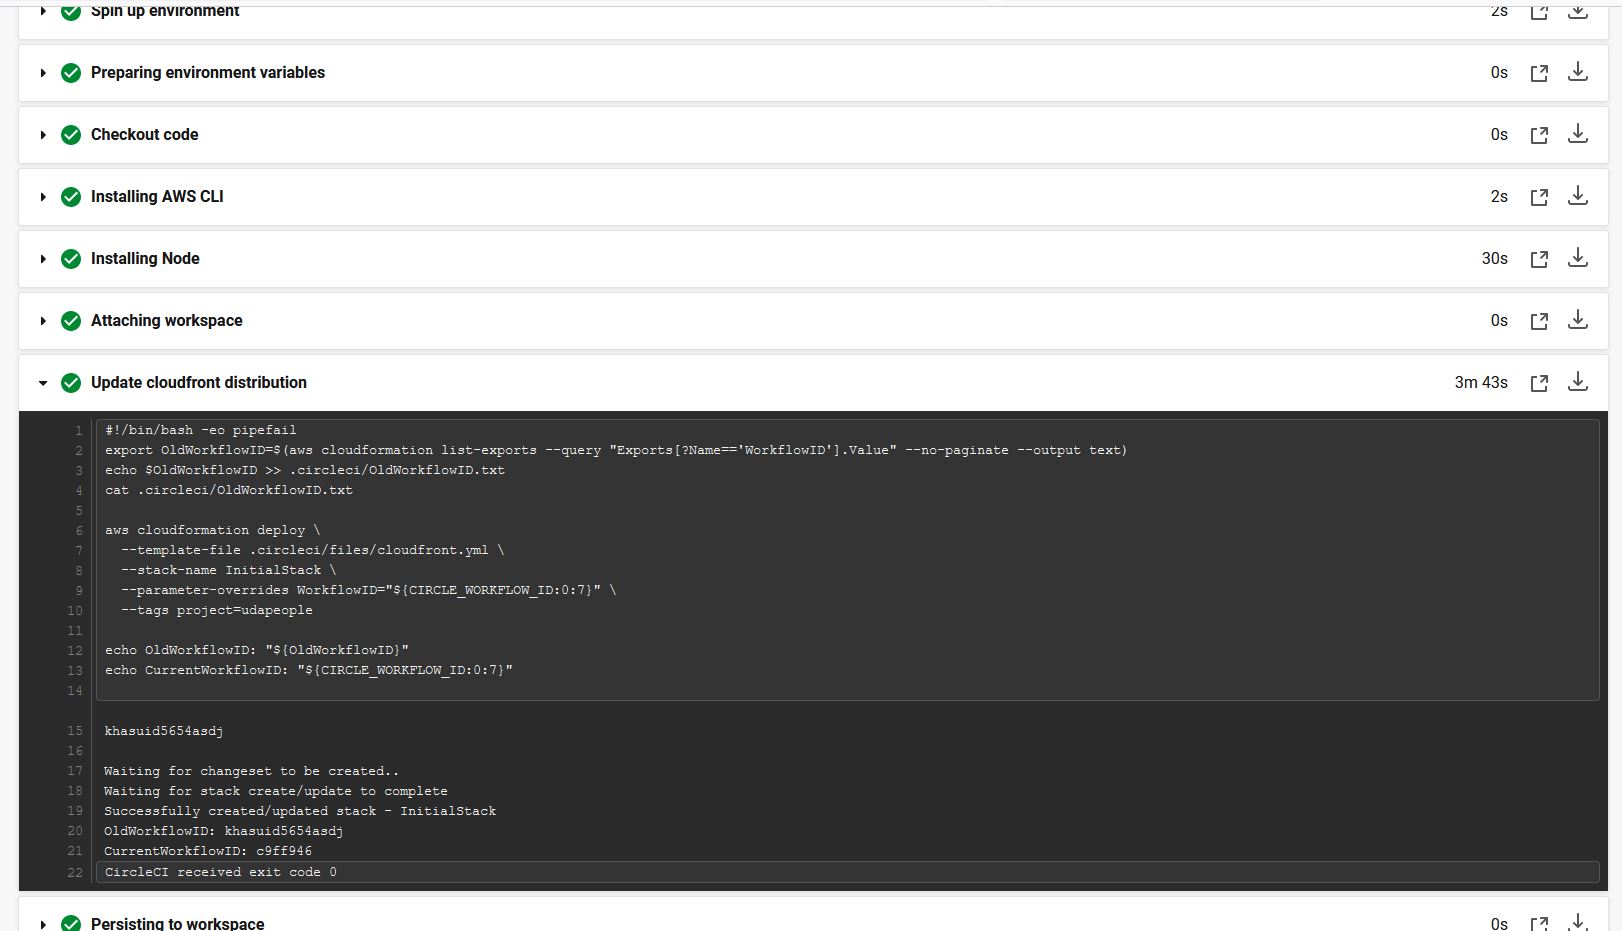 Spin up environment 2s
Preparing environment variables 0s
Checkout code 0s
Installing AWS CLI 2s
Installing Node 30s
Attaching workspace 0s
Update cloudfront distribution 3m 43s
1 #!/bin/bash -eo pipefail
2 export OldWorkflowID=$(aws cloudformation list-exports --query "Exports[?Name=='WorkflowID'].Value" --no-paginate --output text)
3 echo $OldWorkflowID >> .circleci/OldWorkflowID.txt
4 cat .circleci/OldWorkflowID.txt
5
6 aws cloudformation deploy \
7   --template-file .circleci/files/cloudfront.yml \
8   --stack-name InitialStack \
9   --parameter-overrides WorkflowID="${CIRCLE_WORKFLOW_ID:0:7}" \
10   --tags project=udapeople
11
12 echo OldWorkflowID: "${OldWorkflowID}"
13 echo CurrentWorkflowID: "${CIRCLE_WORKFLOW_ID:0:7}"
14
15 khasuid5654asdj
16
17 Waiting for changeset to be created..
18 Waiting for stack create/update to complete
19 Successfully created/updated stack - InitialStack
20 OldWorkflowID: khasuid5654asdj
21 CurrentWorkflowID: c9ff946
22 CircleCI received exit code 0
Persisting to workspace 0s